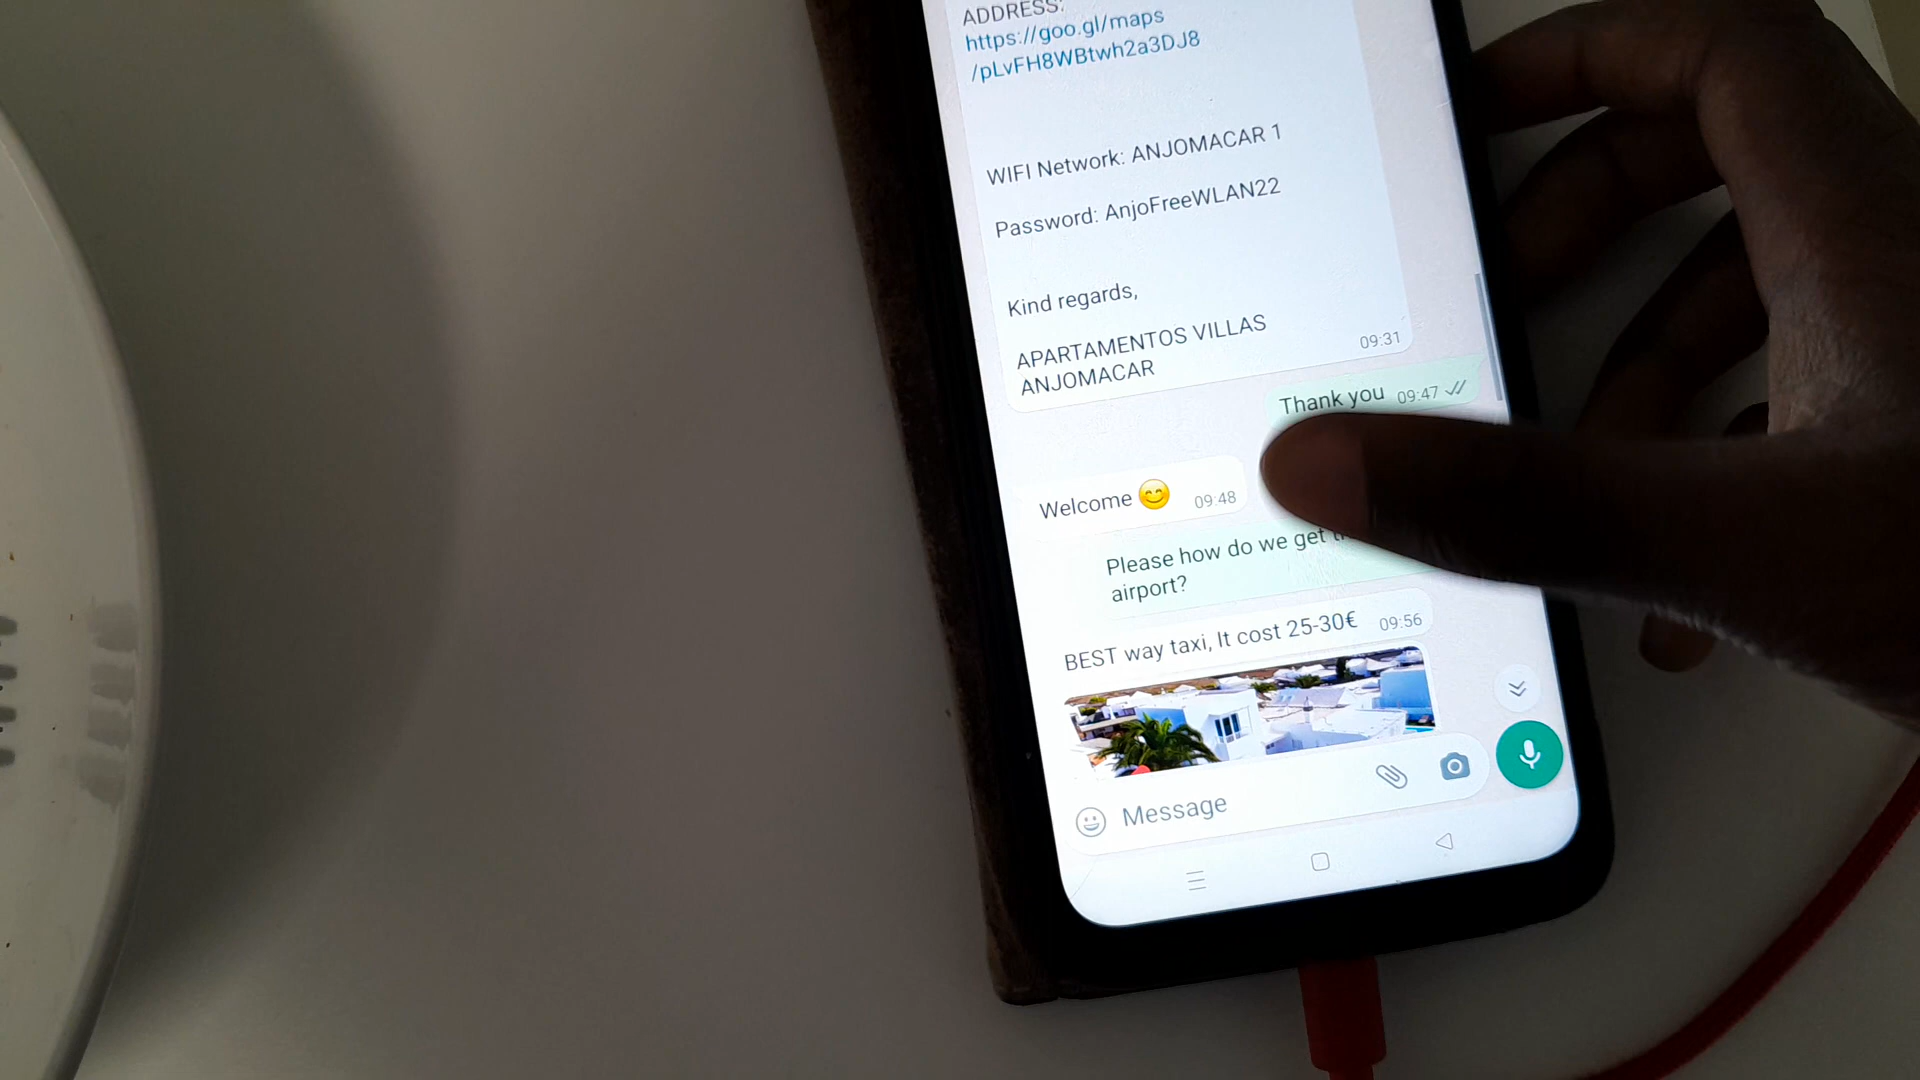 ADDRESS:
https://goo.gl/maps
/pLvFH8WBtwh2a3DJ8
WIFI Network: ANJOMACAR 1
Password: AnjoFreeWLAN22
Kind regards,
APARTAMENTOS VILLAS
ANJOMACAR
09:31
Thank you 09:47
Welcome 😊 09:48
Please how do we get
airport?
BEST way taxi, It cost 25-30€ 09:56
Message